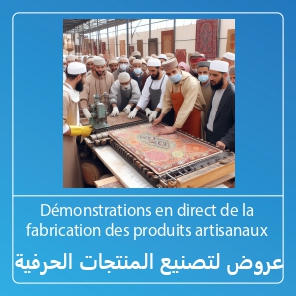 Démonstrations en direct de la
fabrication des produits artisanaux
عروض لتصنيع المنتجات الحرفية